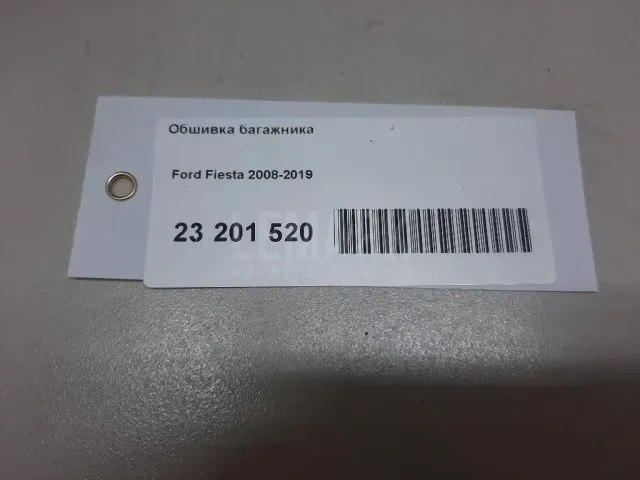 Обшивка багажника
Ford Fiesta 2008-2019
23 201 520